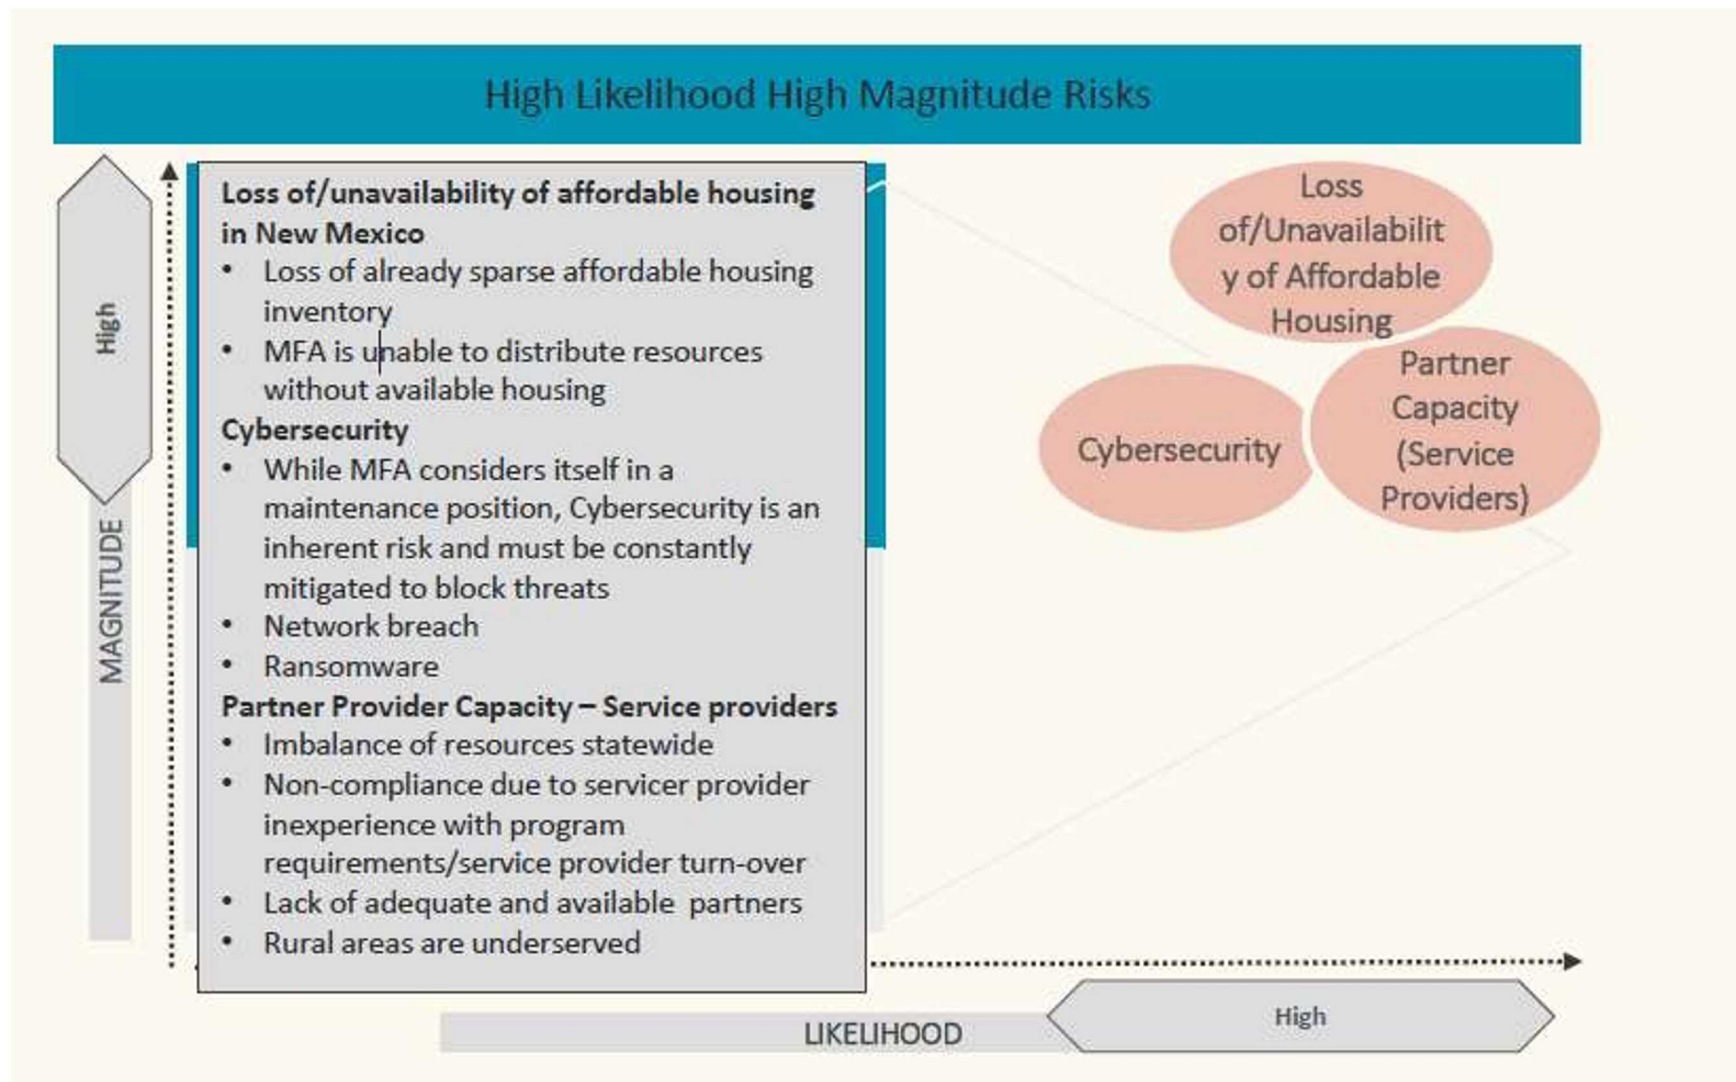 High Likelihood High Magnitude Risks
High
MAGNITUDE
Loss of/unavailability of affordable housing
in New Mexico
• Loss of already sparse affordable housing
inventory
• MFA is unable to distribute resources
without available housing
Cybersecurity
• While MFA considers itself in a
maintenance position, Cybersecurity is an
inherent risk and must be constantly
mitigated to block threats
• Network breach
• Ransomware
Partner Provider Capacity – Service providers
• Imbalance of resources statewide
• Non-compliance due to servicer provider
inexperience with program
requirements/service provider turn-over
• Lack of adequate and available partners
• Rural areas are underserved
Loss
of/Unavailabilit
y of Affordable
Housing
Cybersecurity
Partner
Capacity
(Service
Providers)
LIKELIHOOD
High